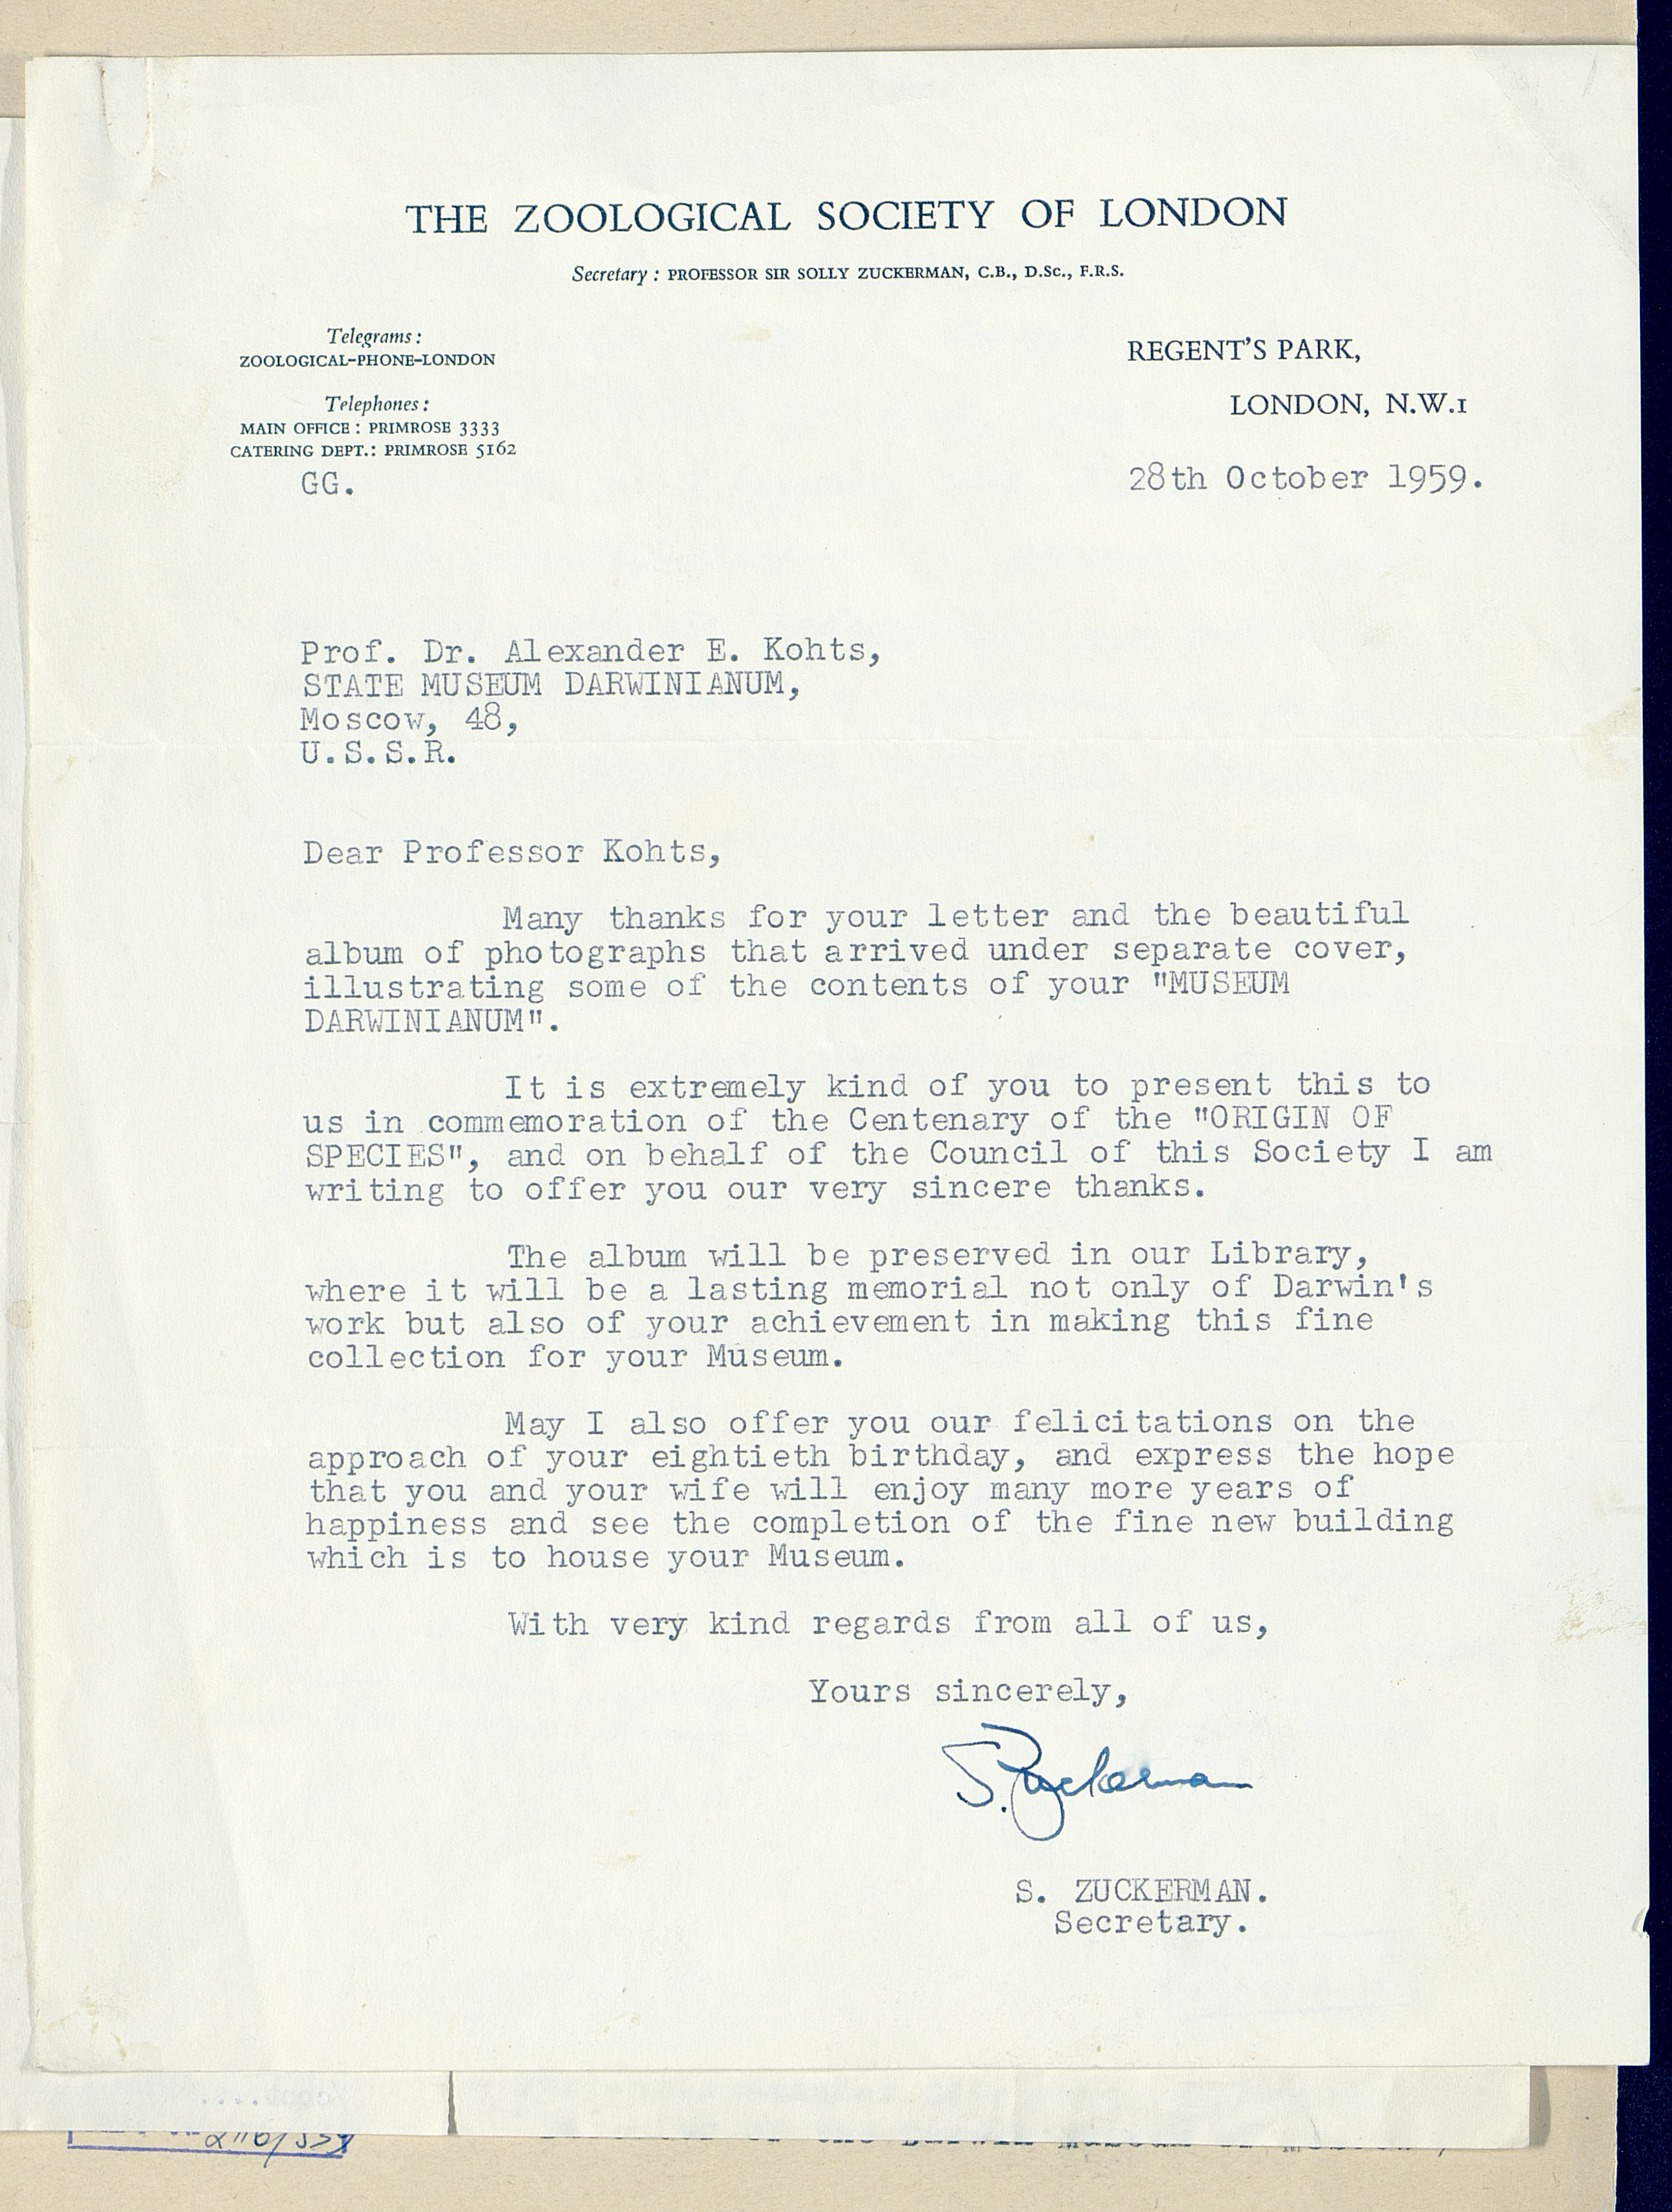 THE ZOOLOGICAL SOCIETY OF LONDON
Secretary : PROFESSOR SIR SOLLY ZUCKERMAN, C.B., D.Sc., F.R.S.
Telegrams :
ZOOLOGICAL-PHONE-LONDON
Telephones :
MAIN OFFICE : PRIMROSE 3333
CATERING DEPT.: PRIMROSE 5162
GG.
REGENT'S PARK,
LONDON, N.W.1
28th October 1959.
Prof. Dr. Alexander E. Kohts,
STATE MUSEUM DARWINIANUM,
Moscow, 48,
U.S.S.R.
Dear Professor Kohts,
Many thanks for your letter and the beautiful
album of photographs that arrived under separate cover,
illustrating some of the contents of your "MUSEUM
DARWINIANUM".
It is extremely kind of you to present this to
us in commemoration of the Centenary of the "ORIGIN OF
SPECIES", and on behalf of the Council of this Society I am
writing to offer you our very sincere thanks.
The album will be preserved in our Library,
where it will be a lasting memorial not only of Darwin's
work but also of your achievement in making this fine
collection for your Museum.
May I also offer you our felicitations on the
approach of your eightieth birthday, and express the hope
that you and your wife will enjoy many more years of
happiness and see the completion of the fine new building
which is to house your Museum.
With very kind regards from all of us,
Yours sincerely,
S. Zuckerman
S. ZUCKERMAN.
Secretary.